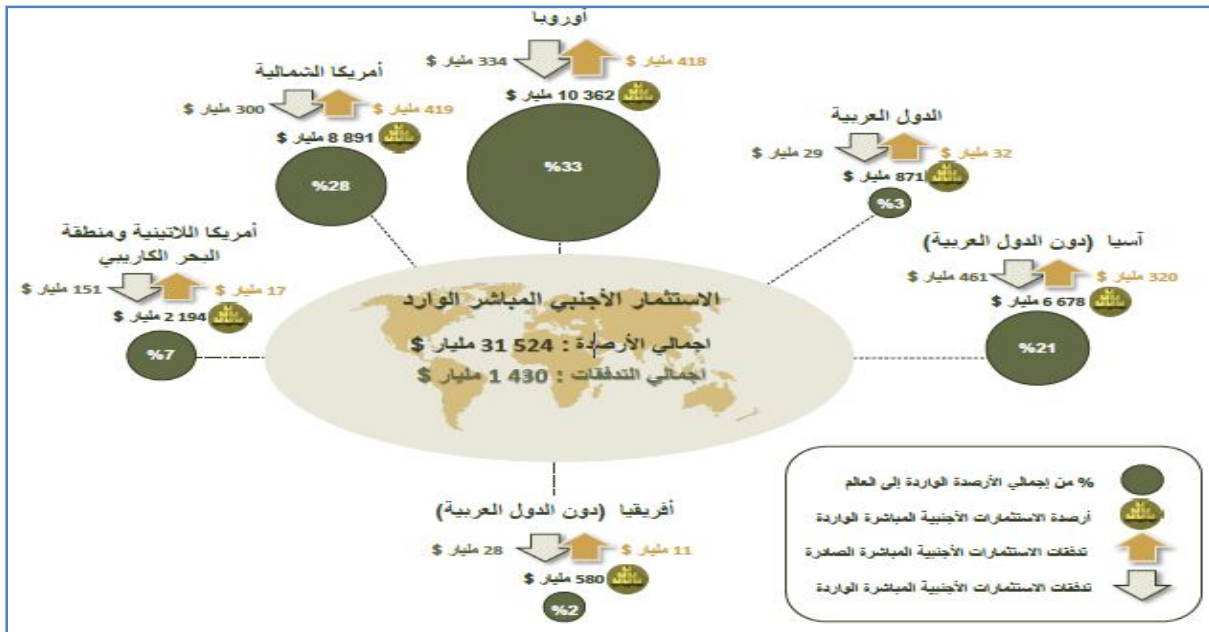 أوروبا
334 مليار $
418 مليار $
10 362 مليار $
%33
أمريكا الشمالية
300 مليار $
419 مليار $
8 891 مليار $
%28
الدول العربية
29 مليار $
32 مليار $
871 مليار $
%3
أمريكا اللاتينية ومنطقة
البحر الكاريبي
151 مليار $
17 مليار $
2 194 مليار $
%7
آسيا (دون الدول العربية)
461 مليار $
320 مليار $
6 678 مليار $
%21
الاستثمار الأجنبي المباشر الوارد
اجمالي الأرصدة : 31 524 مليار $
اجمالي التدفقات : 1 430 مليار $
أفريقيا (دون الدول العربية)
28 مليار $
11 مليار $
580 مليار $
%2
% من إجمالي الأرصدة الواردة إلى العالم
أرصدة الاستثمارات الأجنبية المباشرة الواردة
تدفقات الاستثمارات الأجنبية المباشرة الصادرة
تدفقات الاستثمارات الأجنبية المباشرة الواردة